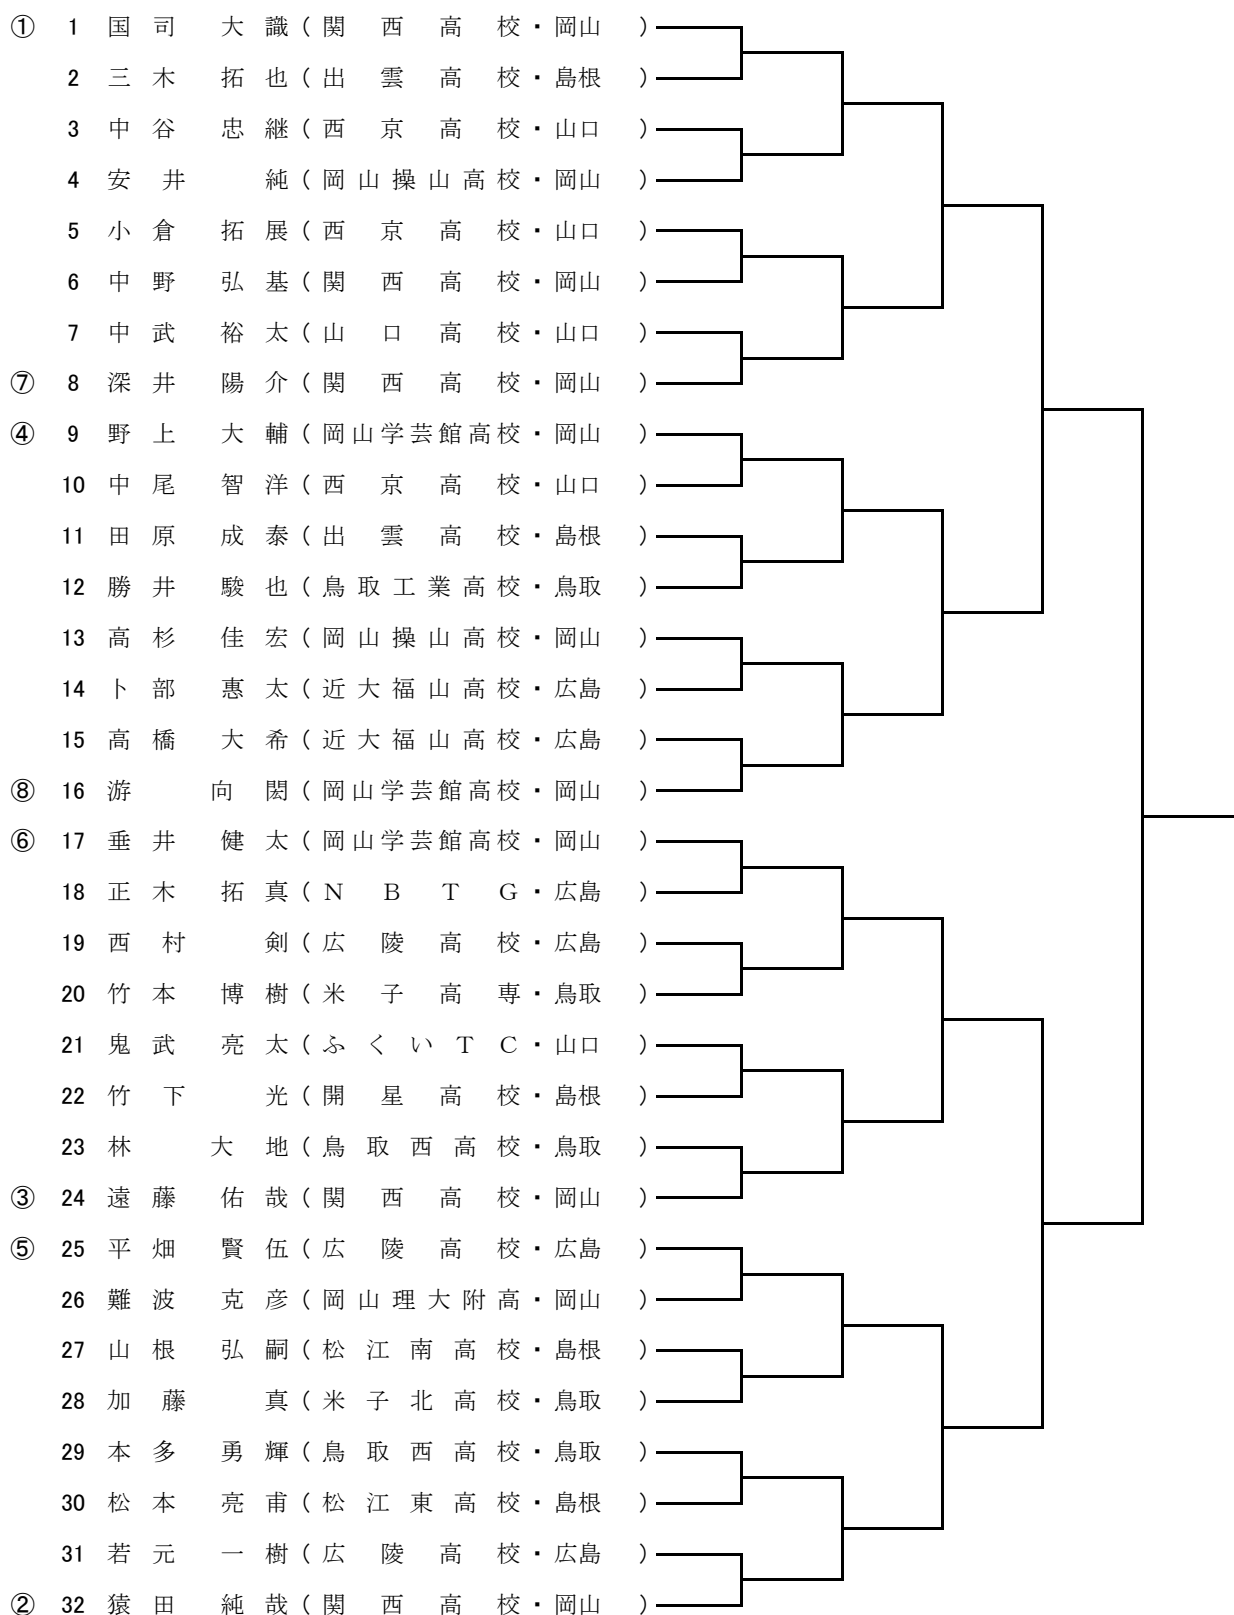 ① 1 国司 大識(関西高校・岡山)
2 三木 拓也(出雲高校・島根)
3 中谷 忠継(西京高校・山口)
4 安井 純(岡山操山高校・岡山)
5 小倉 拓展(西京高校・山口)
6 中野 弘基(関西高校・岡山)
7 中武 裕太(山口高校・山口)
⑦ 8 深井 陽介(関西高校・岡山)
④ 9 野上 大輔(岡山学芸館高校・岡山)
10 中尾 智洋(西京高校・山口)
11 田原 成泰(出雲高校・島根)
12 勝井 駿也(鳥取工業高校・鳥取)
13 高杉 佳宏(岡山操山高校・岡山)
14 卜部 惠太(近大福山高校・広島)
15 高橋 大希(近大福山高校・広島)
⑧ 16 游 向閎(岡山学芸館高校・岡山)
⑥ 17 垂井 健太(岡山学芸館高校・岡山)
18 正木 拓真(NBTG・広島)
19 西村 剣(広陵高校・広島)
20 竹本 博樹(米子高専・鳥取)
21 鬼武 亮太(ふくいTC・山口)
22 竹下 光(開星高校・島根)
23 林 大地(鳥取西高校・鳥取)
③ 24 遠藤 佑哉(関西高校・岡山)
⑤ 25 平畑 賢伍(広陵高校・広島)
26 難波 克彦(岡山理大附高・岡山)
27 山根 弘嗣(松江南高校・島根)
28 加藤 真(米子北高校・鳥取)
29 本多 勇輝(鳥取西高校・鳥取)
30 松本 亮甫(松江東高校・島根)
31 若元 一樹(広陵高校・広島)
② 32 猿田 純哉(関西高校・岡山)